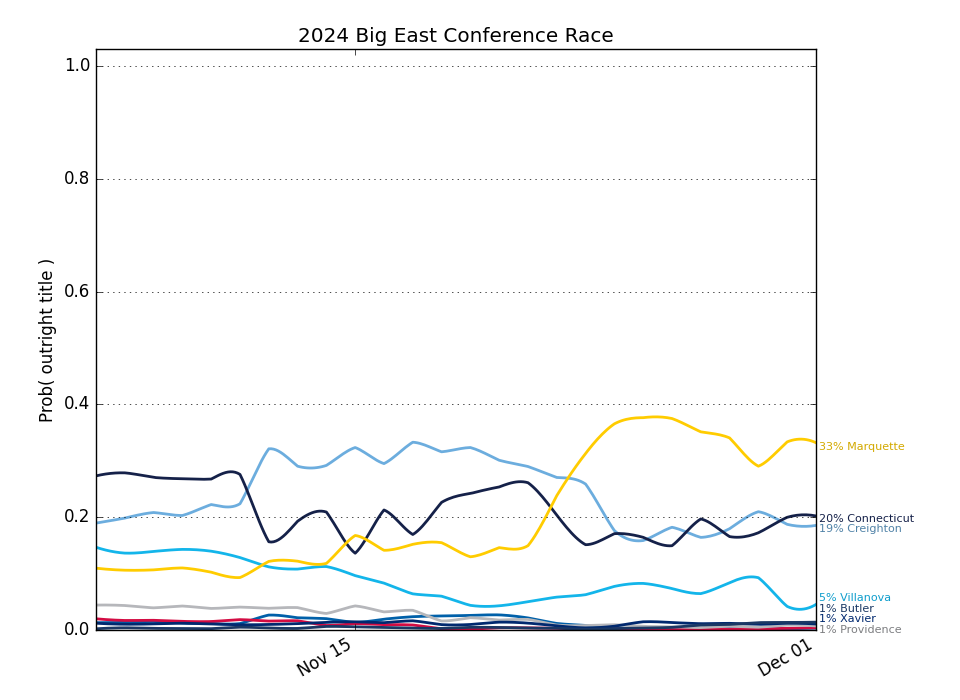 2024 Big East Conference Race
Prob( outright title )
1.0
0.8
0.6
0.4
0.2
0.0
Nov 15
Dec 01
33% Marquette
20% Connecticut
19% Creighton
5% Villanova
1% Butler
1% Xavier
1% Providence